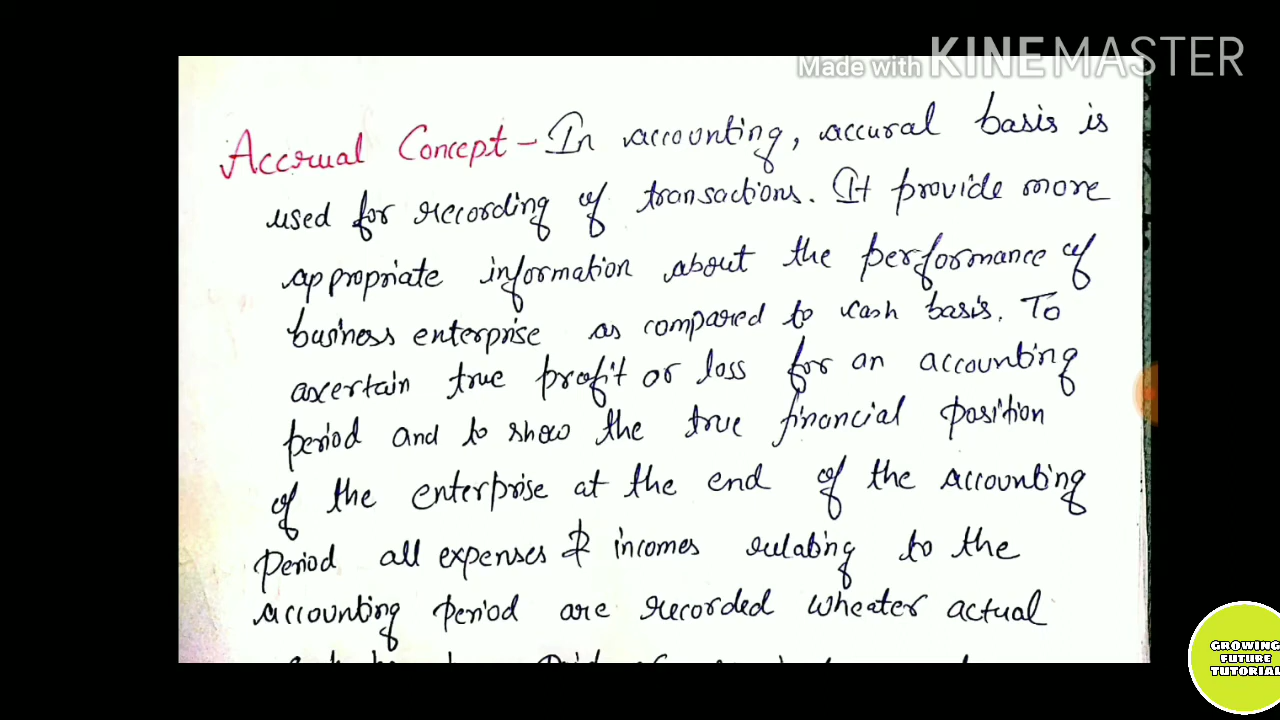 Made with KINEMASTER
Accrual Concept - In accounting, accural basis is
used for recording of transactions. It provide more
appropriate information about the performance of
business enterprise as compared to cash basis. To
axertain true profit or loss for an accounting
period and to show the true financial position
of the enterprise at the end of the accounting
period all expenses & incomes relating to the
accounting period are recorded wheater actual
GROWING
FUTURE
TUTORIAL